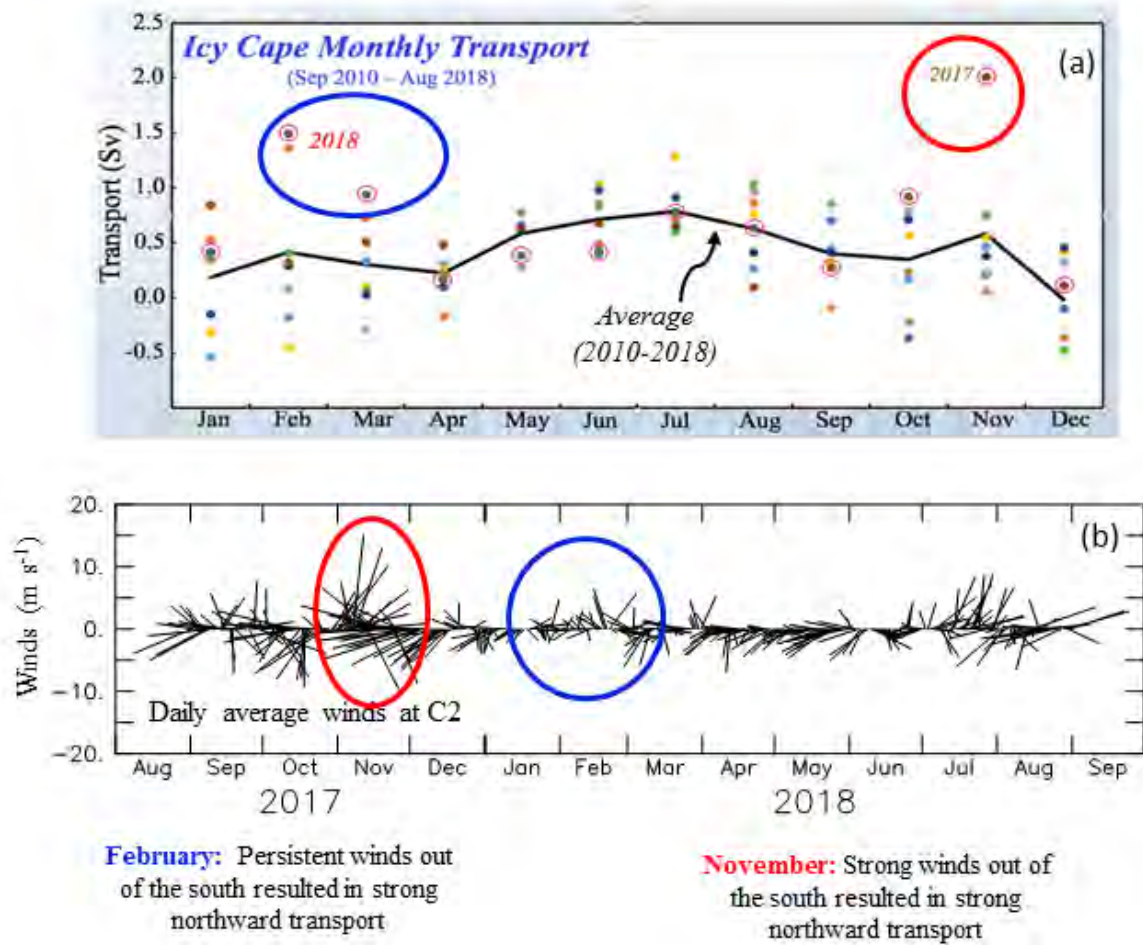 2.5
Icy Cape Monthly Transport
(a)
(Sep 2010 – Aug 2018)
2.0
2017
1.5
2018
Transport (Sv)
1.0
0.5
0.0
Average
(2010-2018)
-0.5
Jan Feb Mar Apr May Jun Jul Aug Sep Oct Nov Dec
20.
(b)
10.
Winds (m s-1)
0.
-10.
Daily average winds at C2
-20.
Aug Sep Oct Nov Dec Jan Feb Mar Apr May Jun Jul Aug Sep
2017 2018
February: Persistent winds out
of the south resulted in strong
northward transport
November: Strong winds out of
the south resulted in strong
northward transport